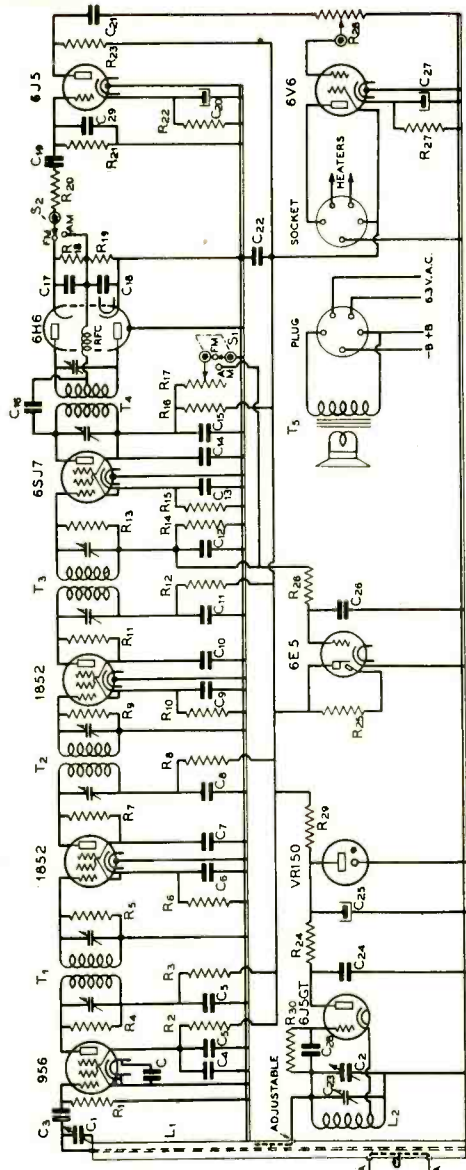 C21
R23
6J5
C29
C19
R20
R21
R22
C20
S2
FM
AM
R18
R19
C17
C18
6H6
RFC
C16
T4
C22
6SJ7
R17
R16
C15
C14
FM
S1
A
M
R13
R15
C13
R14
C12
T3
R12
R11
C11
1852
C10
R9
R10
C9
T2
R8
R7
C8
1852
C7
R5
R6
C6
T1
R4
R3
C5
956
R2
C5
C4
C
C3
C1
R1
L1
R28
6V6
C27
R27
SOCKET
HEATERS
PLUG
6.3 V. A.C.
-B +B
T5
R26
C26
6E5
R25
R29
VR150
C25
R24
C24
6J5GT
R30
C28
C2
C23
L2
ADJUSTABLE